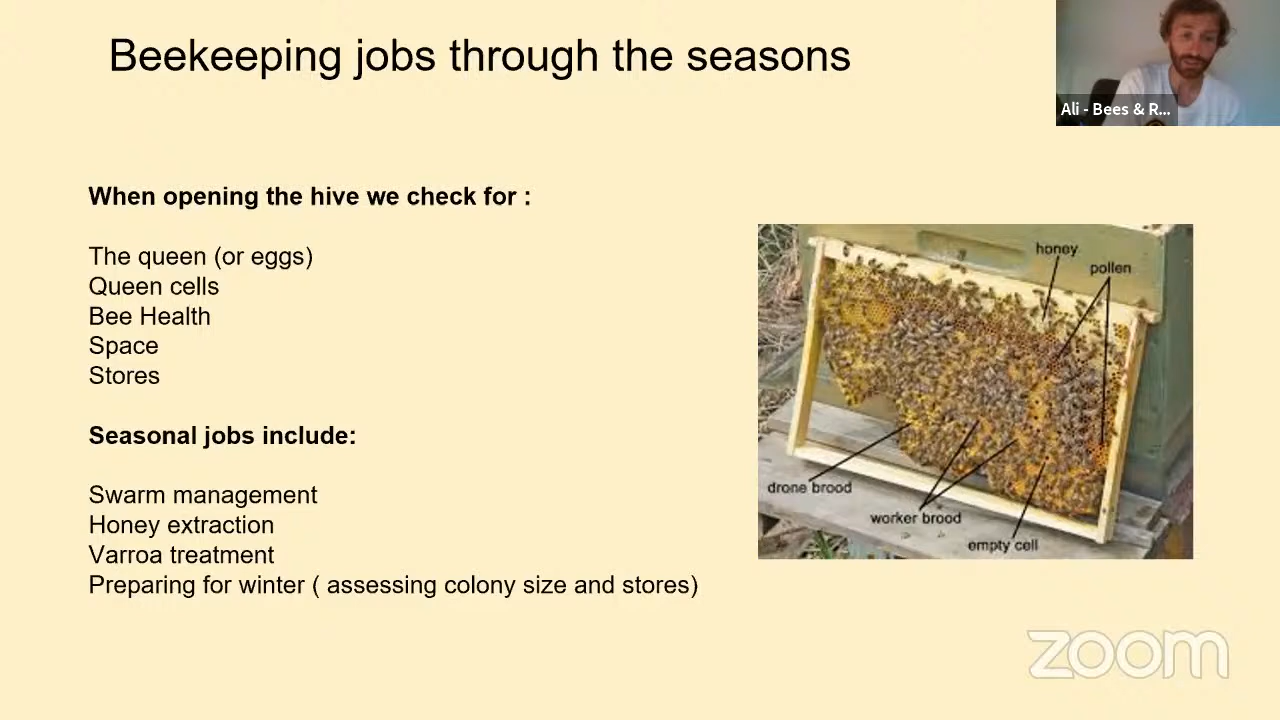 Beekeeping jobs through the seasons
Ali - Bees & R...
When opening the hive we check for :
The queen (or eggs)
Queen cells
Bee Health
Space
Stores
Seasonal jobs include:
Swarm management
Honey extraction
Varroa treatment
Preparing for winter ( assessing colony size and stores)
honey
pollen
drone brood
worker brood
empty cell
zoom